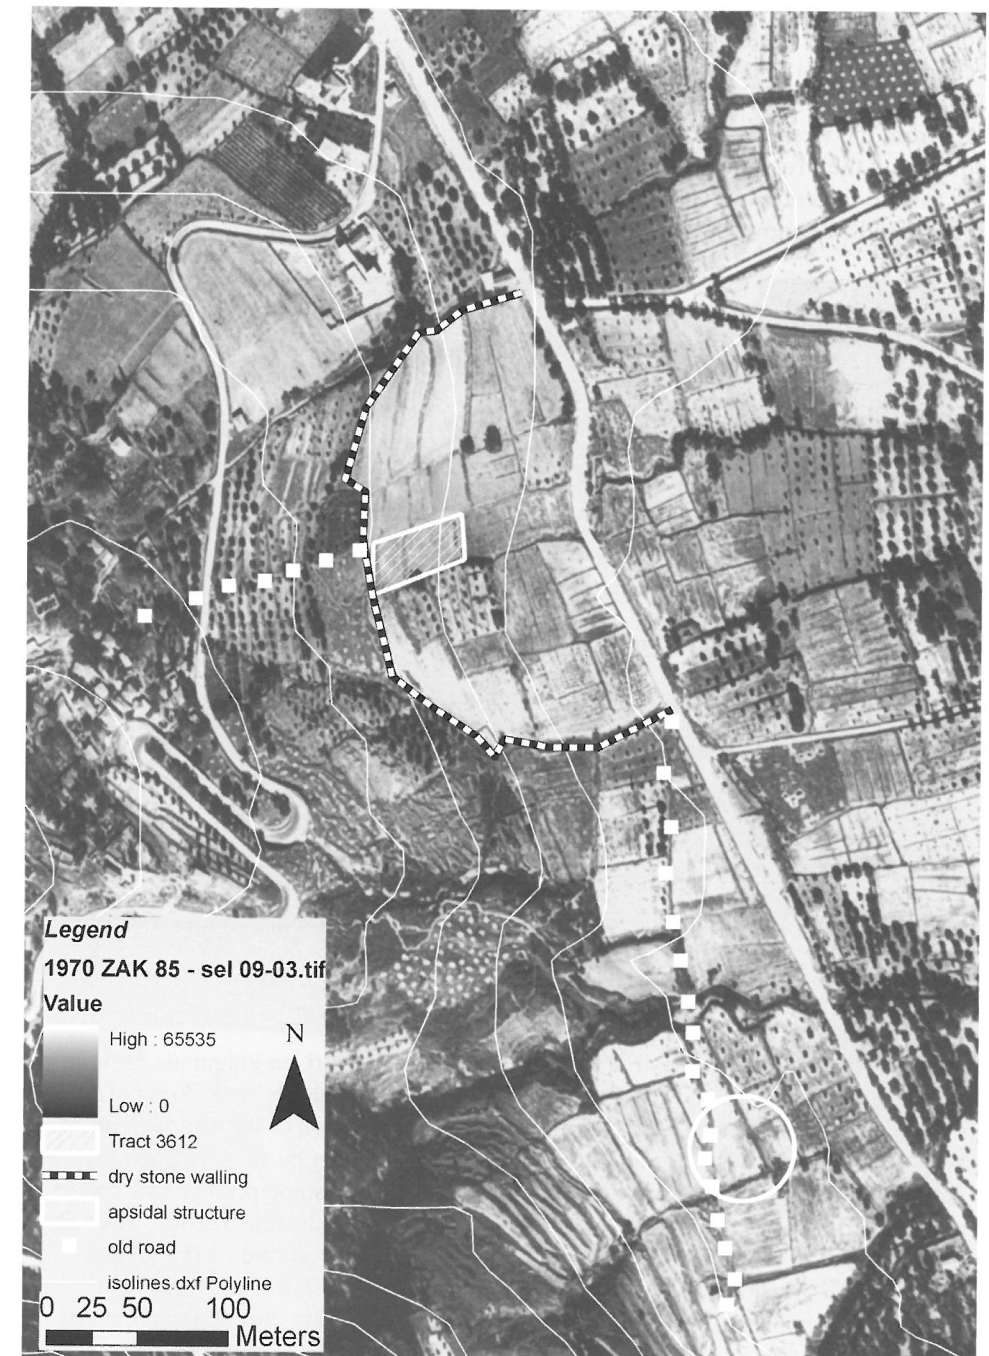 Legend
1970 ZAK 85 - sel 09-03.tif
Value
High : 65535
Low : 0
N
Tract 3612
dry stone walling
apsidal structure
old road
isolines.dxf Polyline
0 25 50 100
Meters